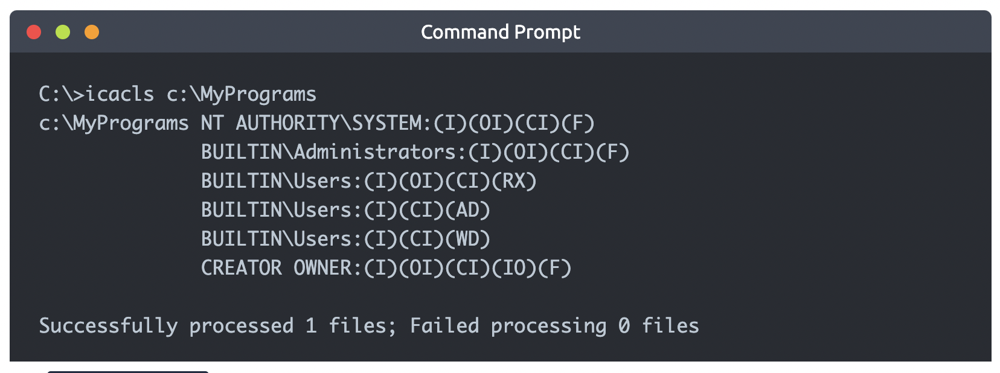 Command Prompt
C:\>icacls c:\MyPrograms
c:\MyPrograms NT AUTHORITY\SYSTEM:(I)(OI)(CI)(F)
              BUILTIN\Administrators:(I)(OI)(CI)(F)
              BUILTIN\Users:(I)(OI)(CI)(RX)
              BUILTIN\Users:(I)(CI)(AD)
              BUILTIN\Users:(I)(CI)(WD)
              CREATOR OWNER:(I)(OI)(CI)(IO)(F)
Successfully processed 1 files; Failed processing 0 files